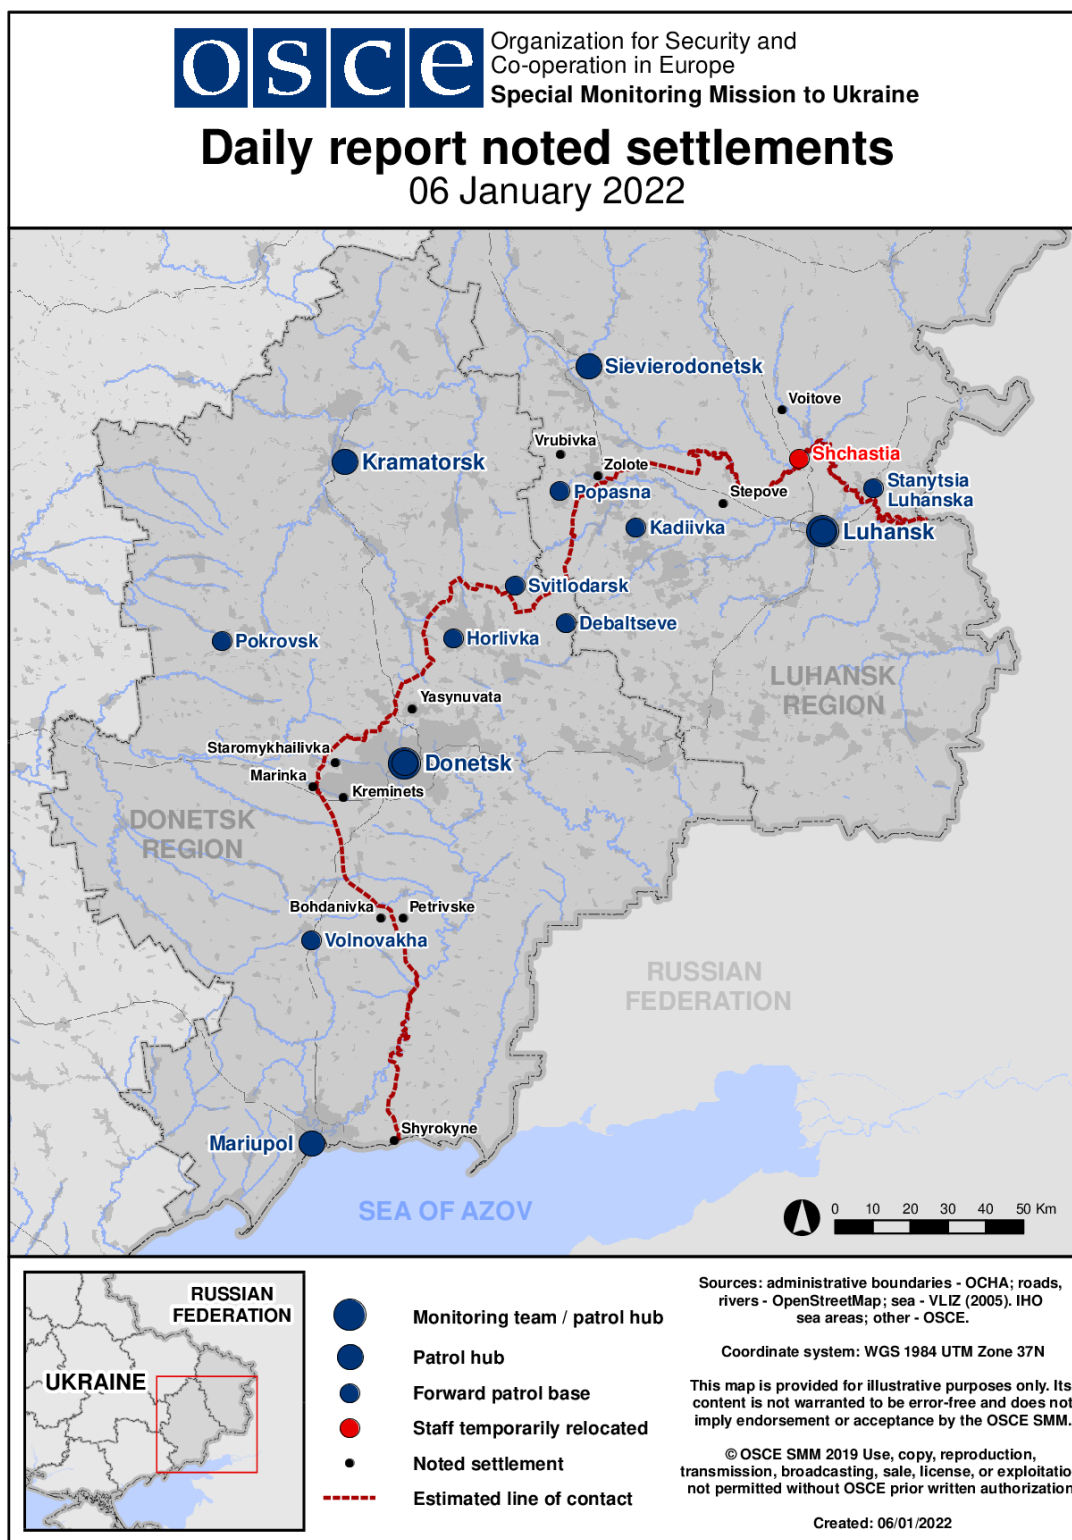 osce
Organization for Security and
Co-operation in Europe
Special Monitoring Mission to Ukraine
Daily report noted settlements
06 January 2022
Sievierodonetsk
Voitove
Vrubivka
Shchastia
Kramatorsk
Zolote
Stanytsia
Luhanska
Popasna
Stepove
Kadiivka
Luhansk
Svitlodarsk
Debaltseve
Pokrovsk
Horlivka
LUHANSK
REGION
Yasynuvata
Staromykhailivka
Donetsk
Marinka
Kreminets
DONETSK
REGION
Bohdanivka
Petrivske
Volnovakha
RUSSIAN
FEDERATION
Shyrokyne
Mariupol
SEA OF AZOV
0 10 20 30 40 50 Km
RUSSIAN
FEDERATION
UKRAINE
Monitoring team / patrol hub
Patrol hub
Forward patrol base
Staff temporarily relocated
Noted settlement
Estimated line of contact
Sources: administrative boundaries - OCHA; roads,
rivers - OpenStreetMap; sea - VLIZ (2005). IHO
sea areas; other - OSCE.
Coordinate system: WGS 1984 UTM Zone 37N
This map is provided for illustrative purposes only. Its
content is not warranted to be error-free and does not
imply endorsement or acceptance by the OSCE SMM.
© OSCE SMM 2019 Use, copy, reproduction,
transmission, broadcasting, sale, license, or exploitatio
not permitted without OSCE prior written authorization
Created: 06/01/2022